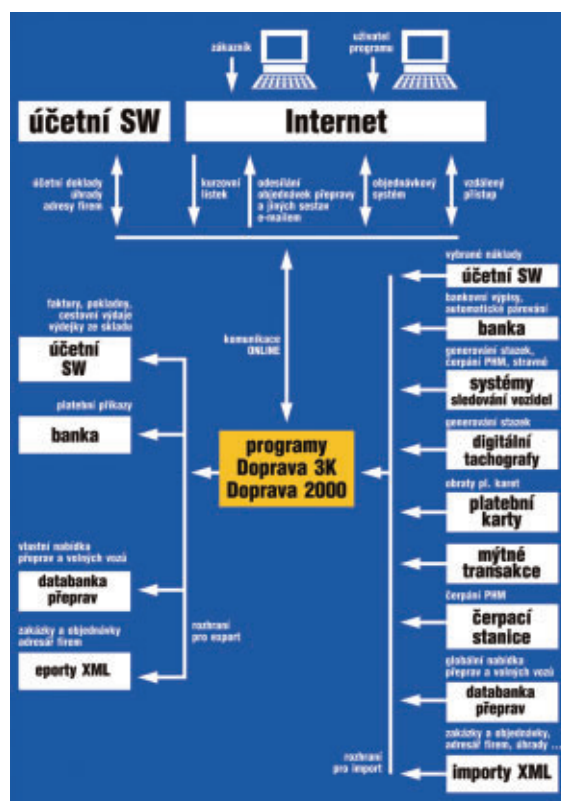 zákazník
uživatel
programu
účetní SW
Internet
účetní doklady
úhrady
adresy firem
kurzovní
lístek
odesílání
objednávek přepravy
a jiných sestav
e-mailem
objednávkový
systém
vzdálený
přístup
komunikace
ONLINE
faktury, pokladny,
cestovní výdaje
výdejky ze skladu
účetní
SW
platební příkazy
banka
vlastní nabídka
přeprav a volných vozů
databanka
přeprav
zakázky a objednávky
adresář firem
eporty XML
rozhraní
pro export
programy
Doprava 3K
Doprava 2000
vybrané náklady
účetní SW
bankovní výpisy,
automatické párování
banka
generování stazek,
čerpání PHM, stravné
systémy
sledování vozidel
generování stazek
digitální
tachografy
obraty pl. karet
platební
karty
mýtné
transakce
čerpání PHM
čerpací
stanice
globální nabídka
přeprav a volných vozů
databanka
přeprav
zakázky a objednávky,
adresář firem, úhrady ...
importy XML
rozhraní
pro import